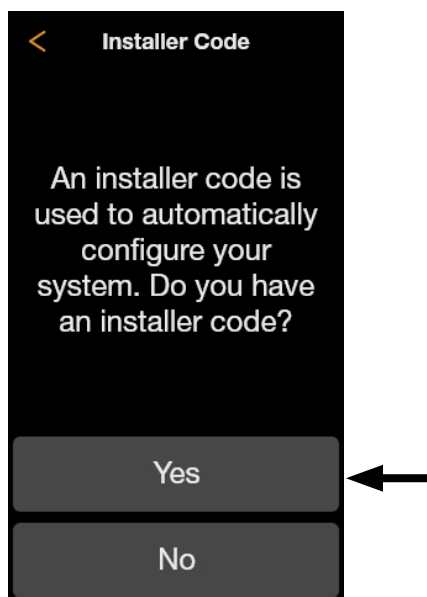 Installer Code
An installer code is
used to automatically
configure your
system. Do you have
an installer code?
Yes
No